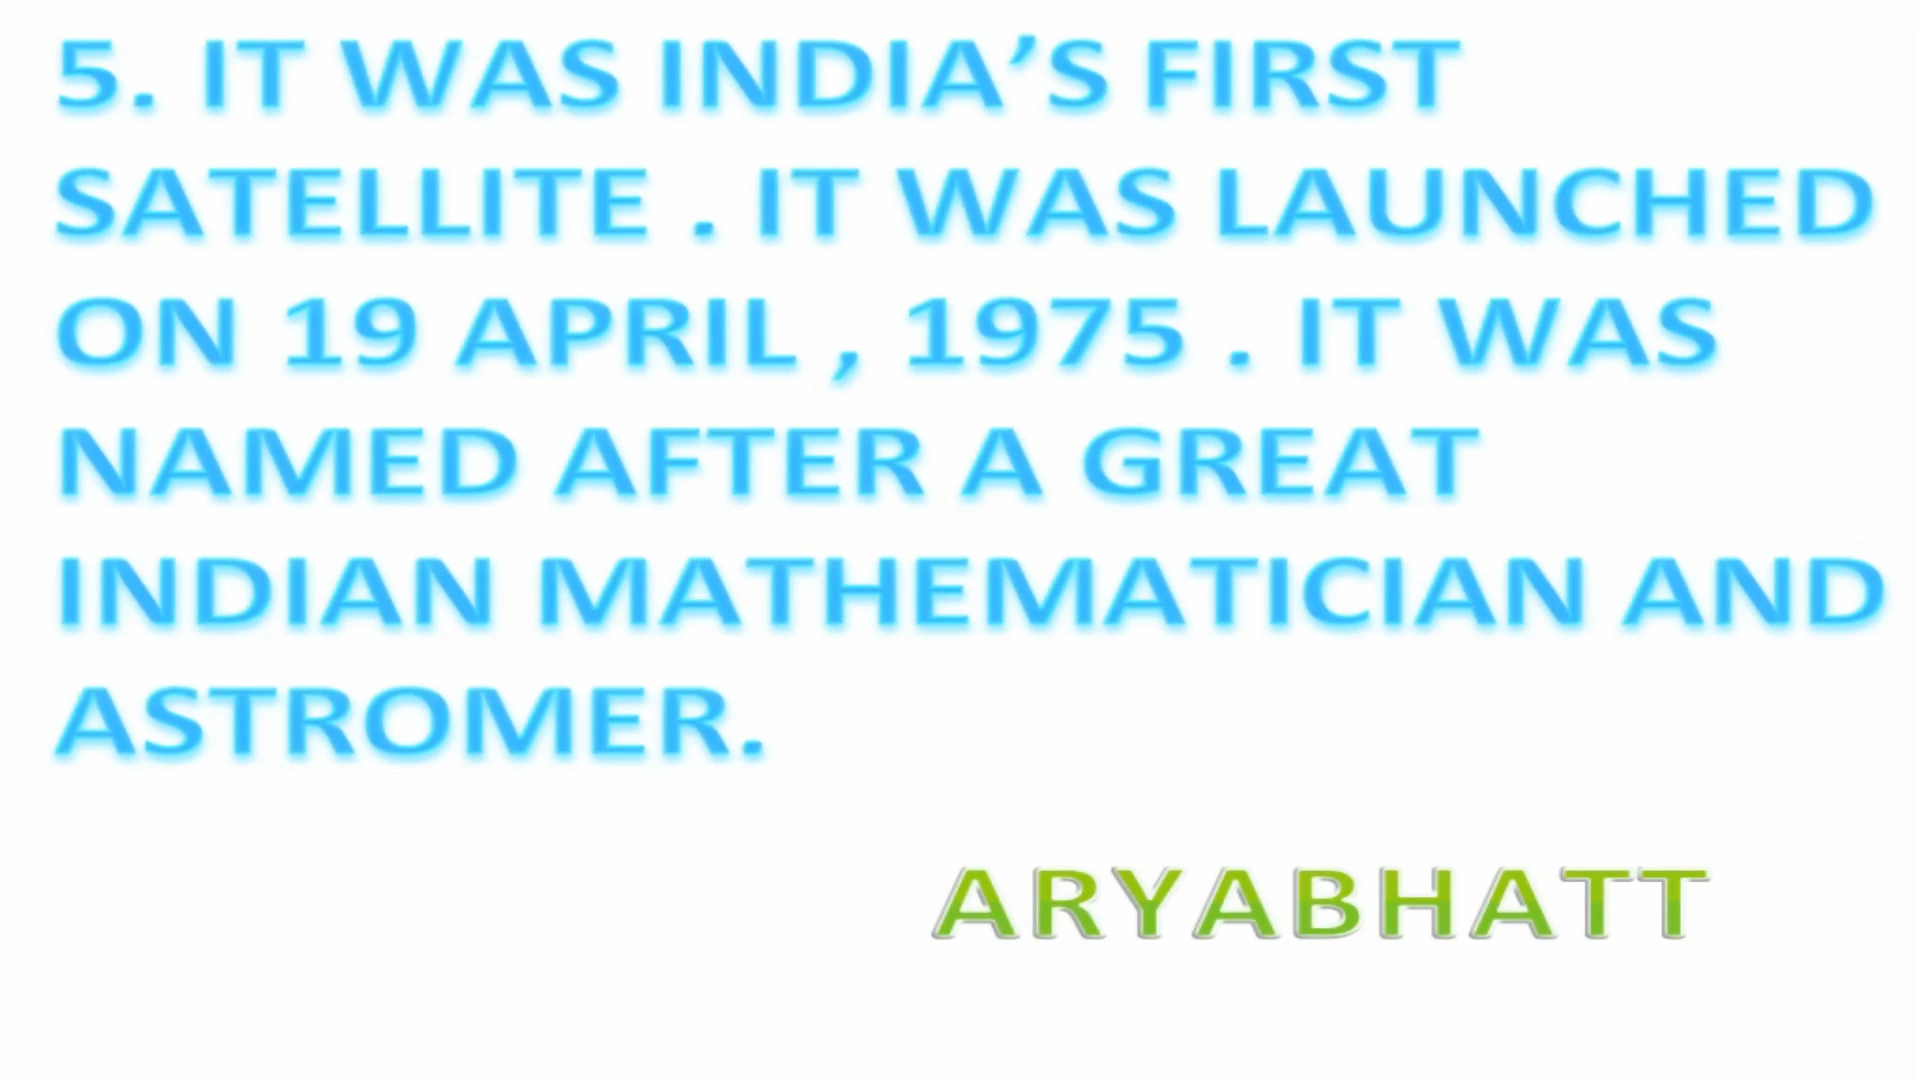 5. IT WAS INDIA’S FIRST
SATELLITE . IT WAS LAUNCHED
ON 19 APRIL , 1975 . IT WAS
NAMED AFTER A GREAT
INDIAN MATHEMATICIAN AND
ASTROMER.
ARYABHATT